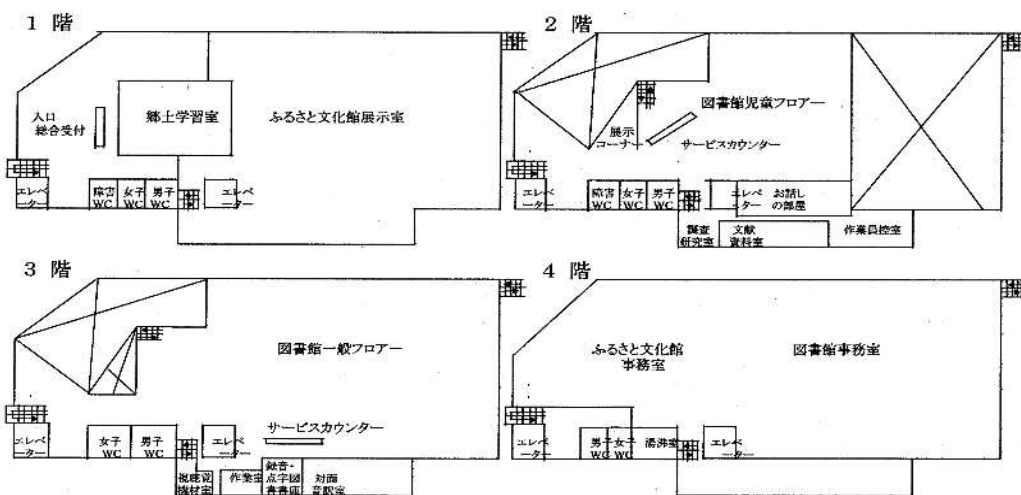 1 階
入口
総合受付
郷土学習室
ふるさと文化館展示室
エレベ
ーター
障害
WC
女子
WC
男子
WC
エレベ
ーター
2 階
図書館児童フロアー
展示
コーナー
サービスカウンター
エレベ
ーター
障害
WC
女子
WC
男子
WC
エレベ
ーター
お話し
の部屋
調査
研究室
文献
資料室
作業員控室
3 階
図書館一般フロアー
サービスカウンター
エレベ
ーター
女子
WC
男子
WC
エレベ
ーター
視聴覚
機材室
作業室
録音・
点字図
書書庫
対面
音訳室
4 階
ふるさと文化館
事務室
図書館事務室
エレベ
ーター
男子
WC
女子
WC
湯沸室
エレベ
ーター